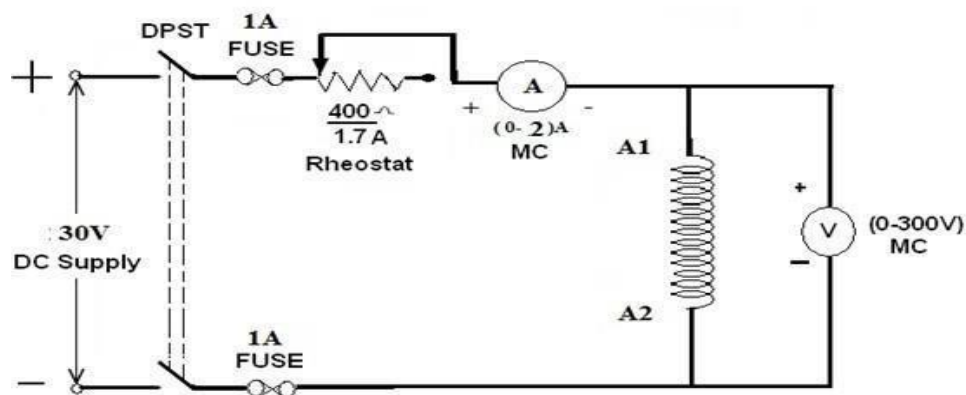 DPST
1A
FUSE
+
A
+
-
400 Ω
1.7 A
Rheostat
(0- 2)A
MC
A1
+
V
–
(0-300V)
MC
: 30V
DC Supply
A2
1A
FUSE
–